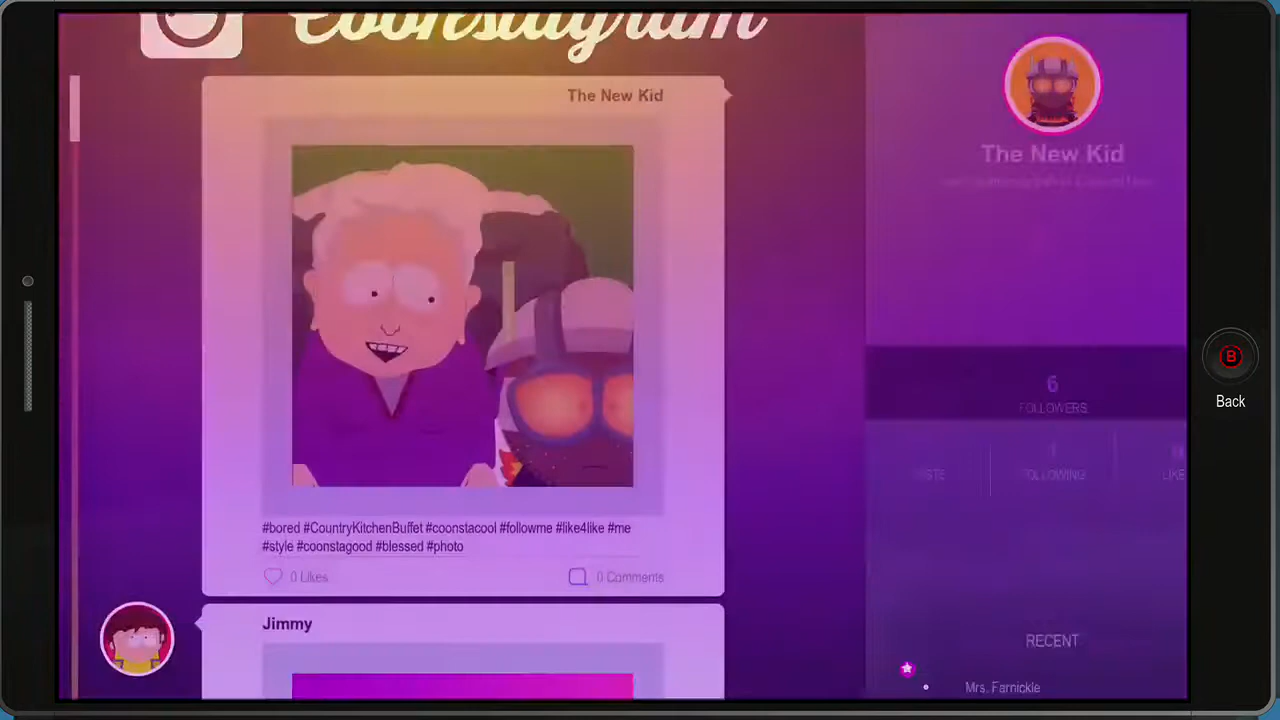 Coonstagram
The New Kid
The New Kid
6
FOLLOWERS
B
Back
FOLLOWING
#bored #CountryKitchenBuffet #coonstacool #followme #like4like #me
#style #coonstagood #blessed #photo
0 Likes
0 Comments
Jimmy
RECENT
Mrs. Farnickle